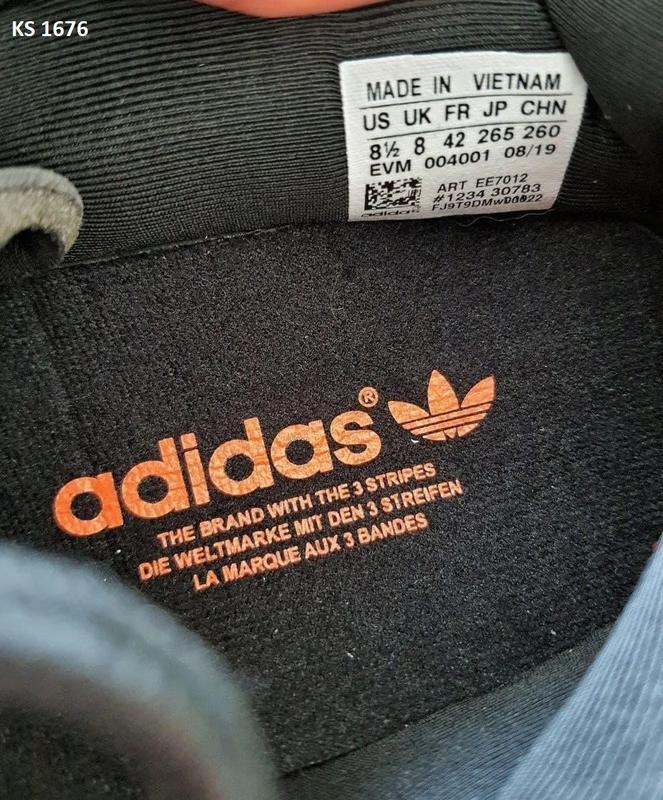 KS 1676
MADE IN VIETNAM
US UK FR JP CHN
8½ 8 42 265 260
EVM 004001 08/19
ART EE7012
#1234 30783
adidas
adidas®
THE BRAND WITH THE 3 STRIPES
DIE WELTMARKE MIT DEN 3 STREIFEN
LA MARQUE AUX 3 BANDES